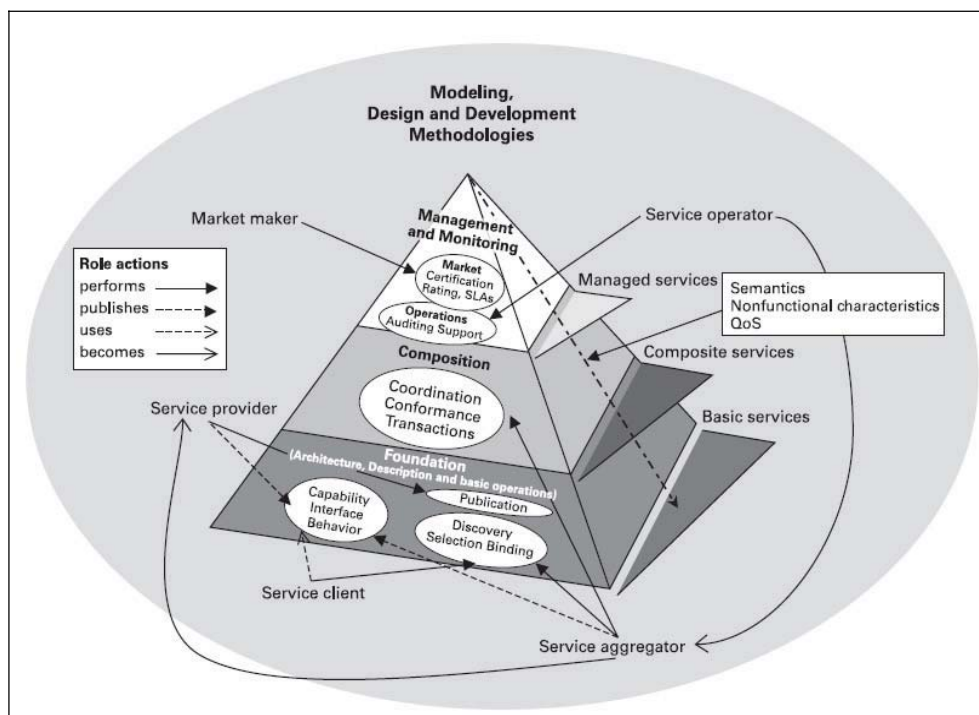 Modeling,
Design and Development
Methodologies
Market maker
Management
and Monitoring
Service operator
Role actions
performs
publishes
uses
becomes
Market
Certification
Rating, SLAs
Managed services
Semantics
Nonfunctional characteristics
QoS
Operations
Auditing Support
Composition
Composite services
Coordination
Conformance
Transactions
Service provider
Basic services
Foundation
(Architecture, Description and basic operations)
Publication
Capability
Interface
Behavior
Discovery
Selection Binding
Service client
Service aggregator